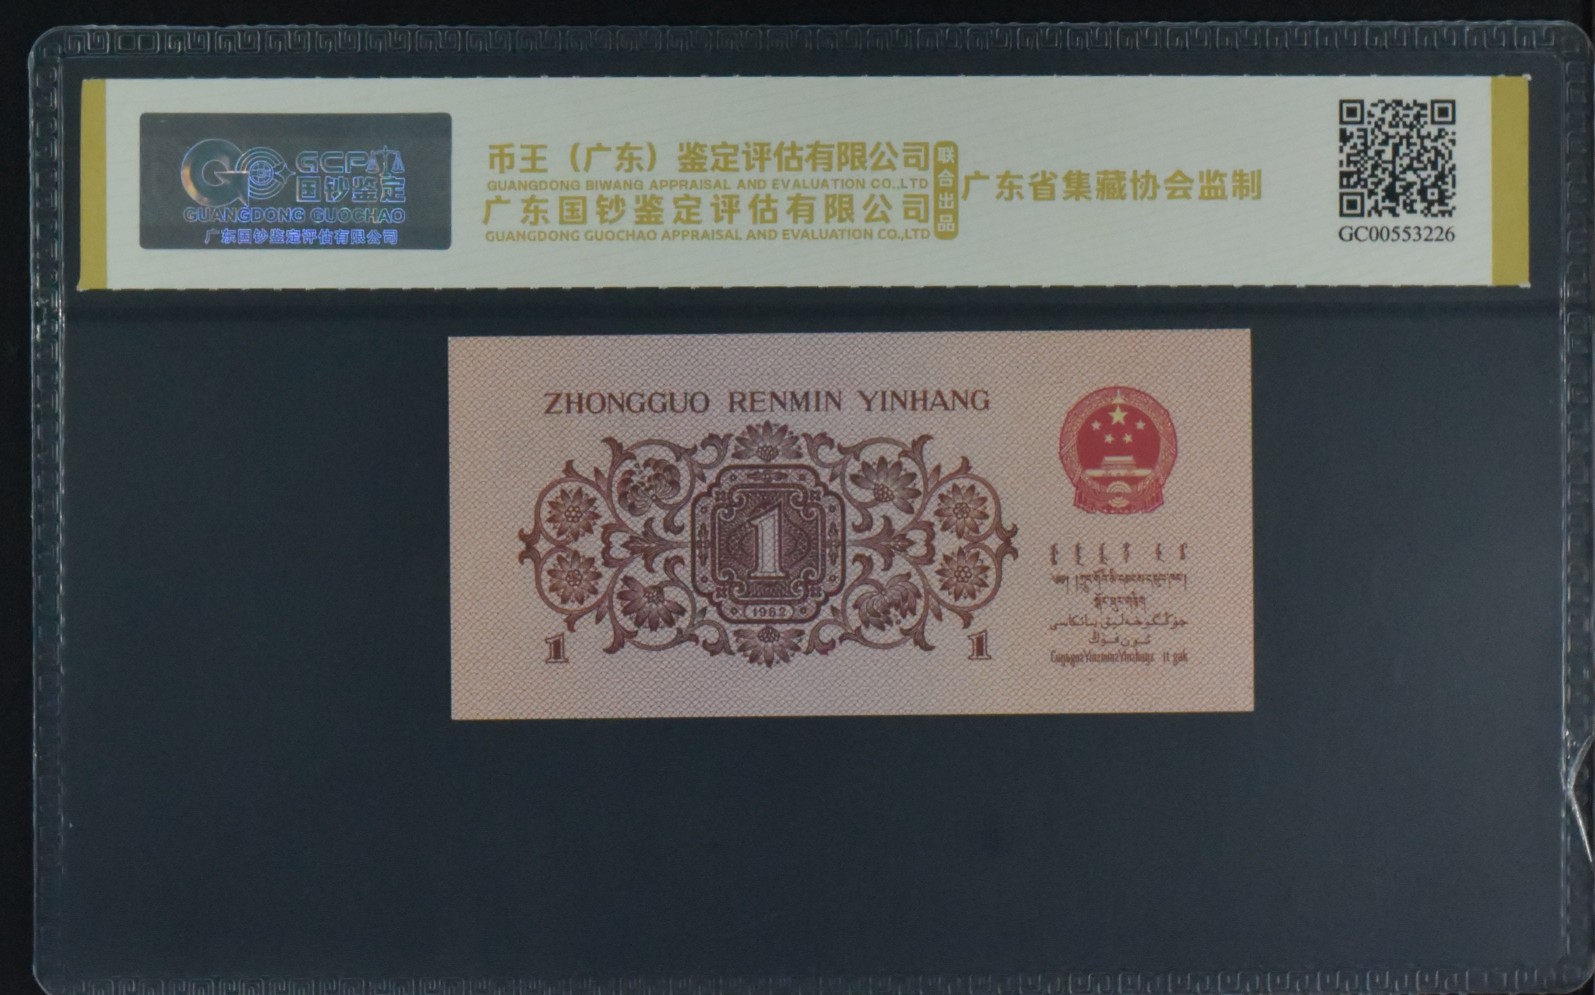 GCP
国钞鉴定
GUANGDONG GUOCHAO
广东国钞鉴定评估有限公司
币王（广东）鉴定评估有限公司
GUANGDONG BIWANG APPRAISAL AND EVALUATION CO.,LTD
广东国钞鉴定评估有限公司
GUANGDONG GUOCHAO APPRAISAL AND EVALUATION CO.,LTD
联合出品
广东省集藏协会监制
GC00553226
ZHONGGUO RENMIN YINHANG
1
1962
1
1